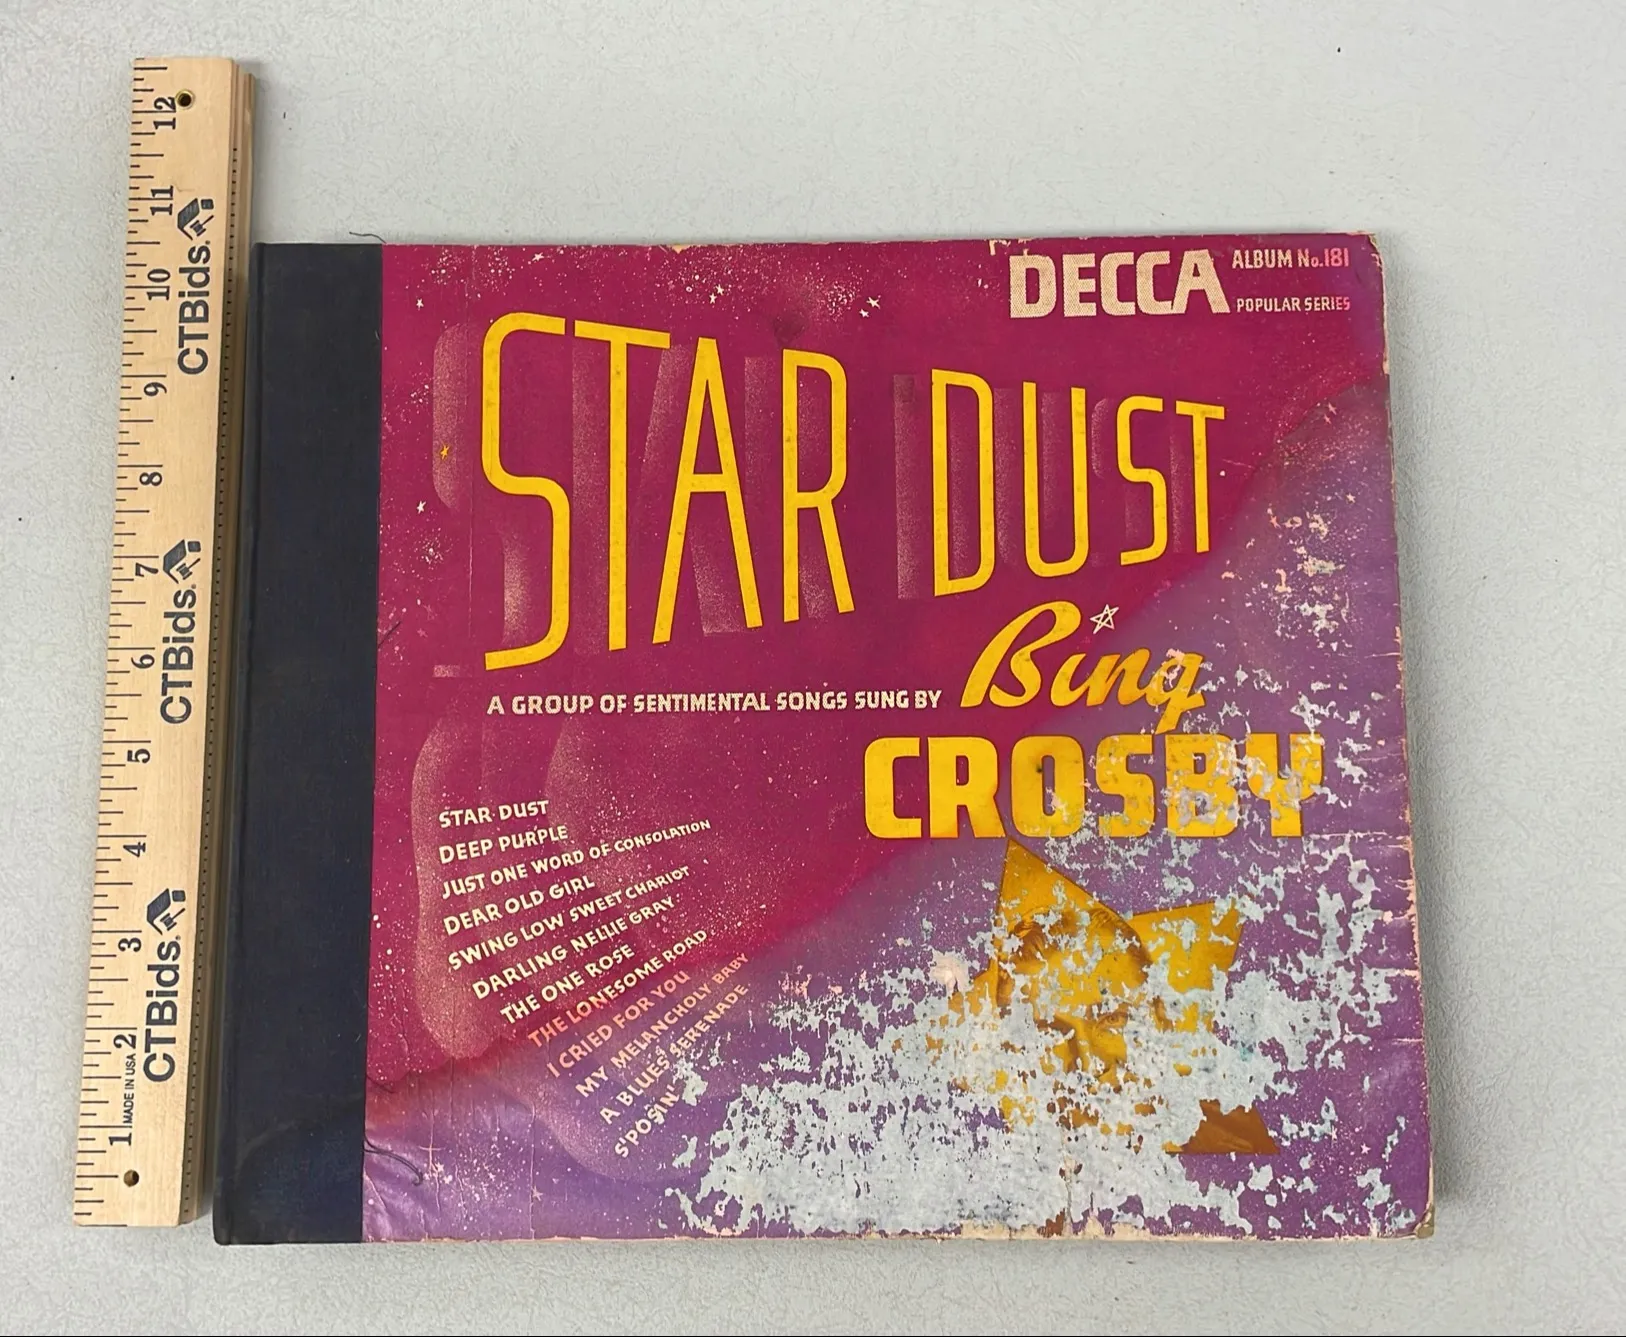 DECCA ALBUM No.181
POPULAR SERIES
STAR DUST
A GROUP OF SENTIMENTAL SONGS SUNG BY Bing
CROSBY
STAR DUST
DEEP PURPLE
JUST ONE WORD OF CONSOLATION
DEAR OLD GIRL
SWING LOW SWEET CHARIOT
DARLING NELLIE GRAY
THE ONE ROSE
THE LONESOME ROAD
I CRIED FOR YOU
MY MELANCHOLY BABY
A BLUES SERENADE
S'POSIN'
12
11
10
9
8
7
6
5
4
3
2
1
MADE IN USA
CTBids.
CTBids.
CTBids.